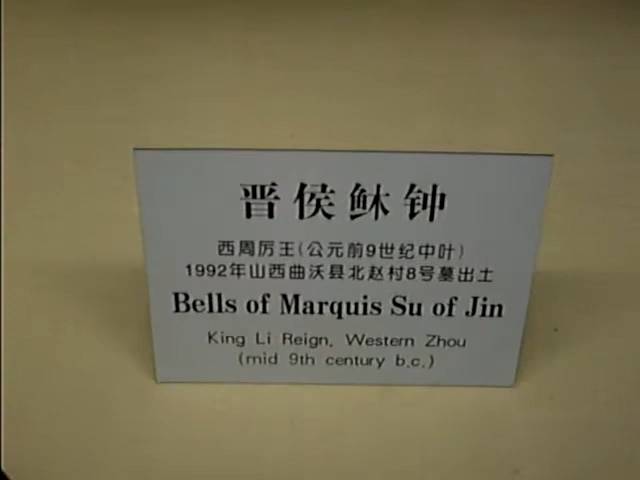 晋侯稣钟
西周厉王(公元前9世纪中叶)
1992年山西曲沃县北赵村8号墓出土
Bells of Marquis Su of Jin
King Li Reign, Western Zhou
(mid 9th century b.c.)